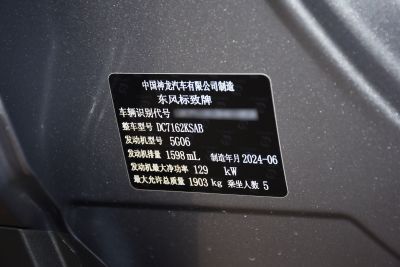 中国神龙汽车有限公司制造
东风标致牌
车辆识别代号
整车型号 DC7162KSAB
发动机型号 5G06
发动机排量 1598 mL 制造年月 2024-06
发动机最大净功率 129 kW
最大允许总质量 1903 kg 乘坐人数 5